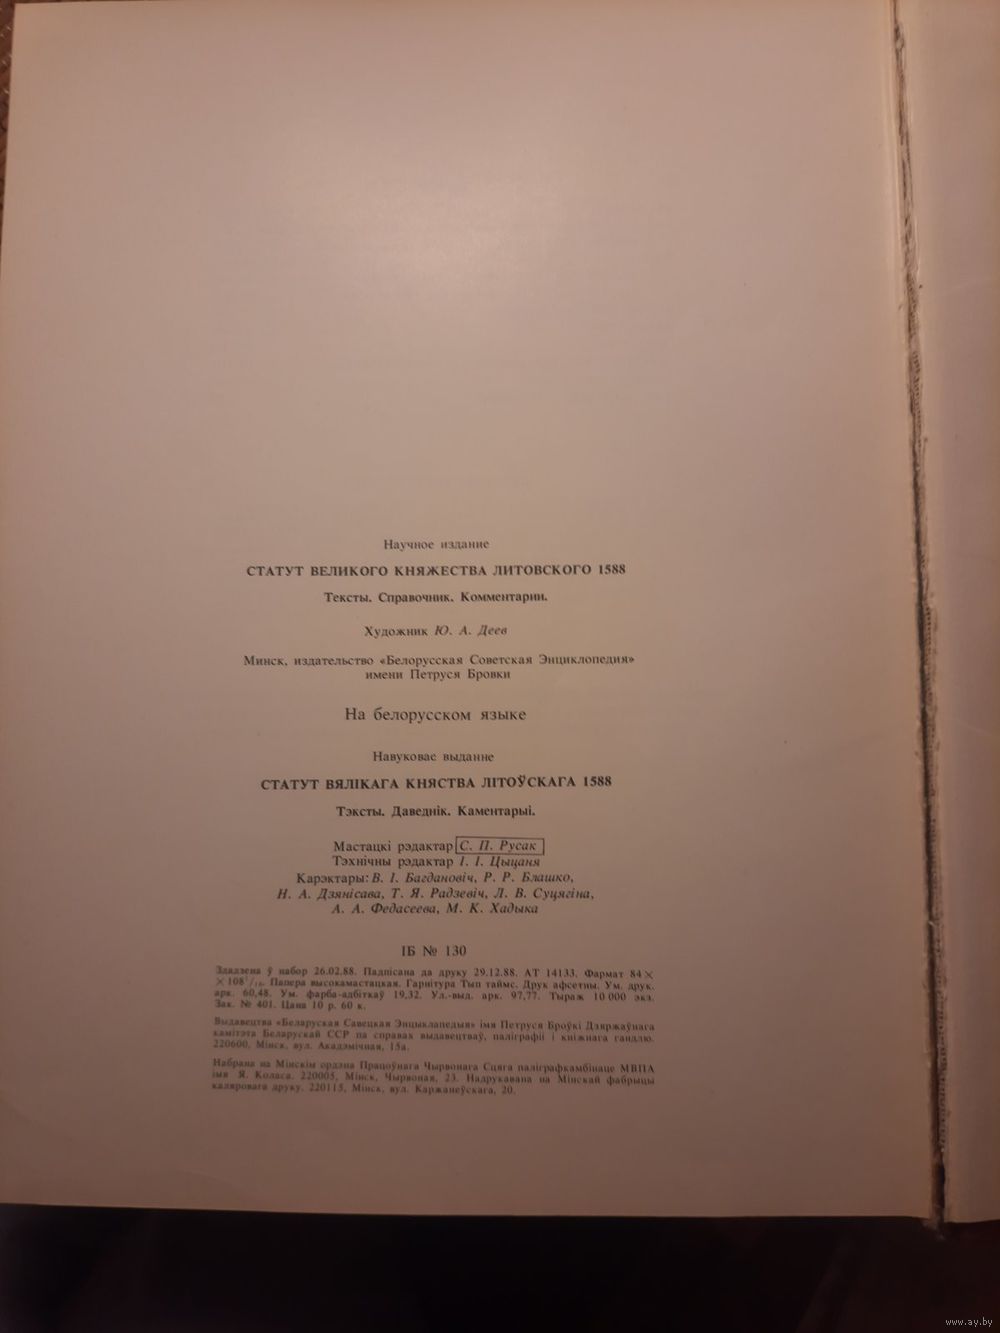 Научное издание
СТАТУТ ВЕЛИКОГО КНЯЖЕСТВА ЛИТОВСКОГО 1588
Тексты. Справочник. Комментарии.
Художник Ю. А. Деев
Минск, издательство «Белорусская Советская Энциклопедия»
имени Петруся Бровки
На белорусском языке
Навуковае выданне
СТАТУТ ВЯЛІКАГА КНЯСТВА ЛІТОЎСКАГА 1588
Тэксты. Даведнік. Каментарыі.
Мастацкі рэдактар С. П. Русак
Тэхнічны рэдактар І. І. Цыцаня
Карэктары: В. І. Багдановіч, Р. Р. Блашко,
Н. А. Дзянісава, Т. Я. Радзевіч, Л. В. Суцягіна,
А. А. Федасеева, М. К. Хадыка
ІБ № 130
Здадзена ў набор 26.02.88. Падпісана да друку 29.12.88. АТ 14133. Фармат 84×
×108¹/₁₆. Папера высокамастацкая. Гарнітура Тып таймс. Друк афсетны. Ум. друк.
арк. 60,48. Ум. фарба-адбіткаў 19,32. Ул.-выд. арк. 97,77. Тыраж 10 000 экз.
Зак. № 401. Цана 10 р. 60 к.
Выдавецтва «Беларуская Савецкая Энцыклапедыя» імя Петруся Броўкі Дзяржаўнага
камітэта Беларускай ССР па справах выдавецтваў, паліграфіі і кніжнага гандлю.
220600, Мінск, вул. Акадэмічная, 15а.
Набрана на Мінскім ордэна Працоўнага Чырвонага Сцяга паліграфкамбінаце МВПА
імя Я. Коласа. 220005, Мінск, Чырвоная, 23. Надрукавана на Мінскай фабрыцы
каляровага друку. 220115, Мінск, вул. Каржанеўскага, 20.
www.ay.by